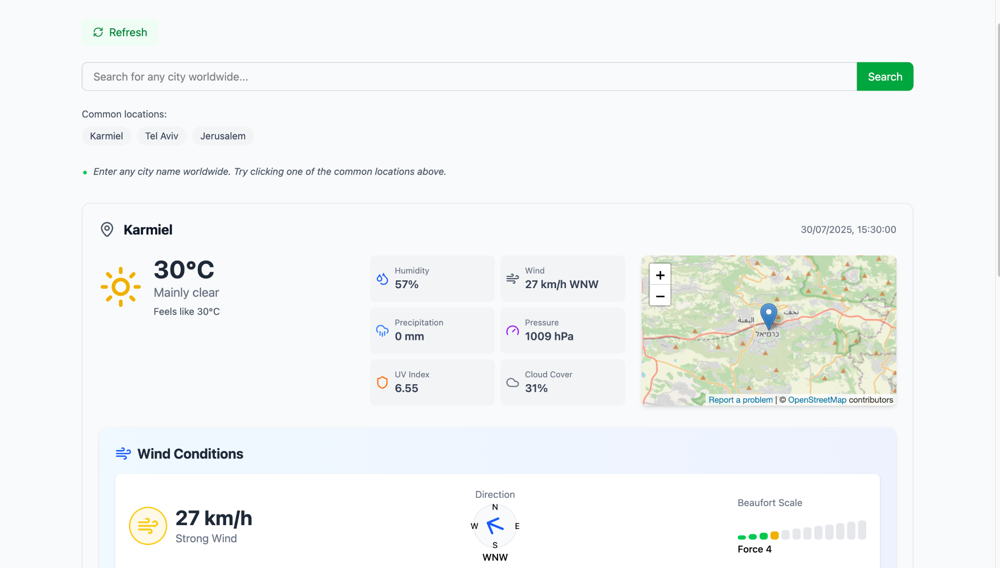 Refresh
Search for any city worldwide...
Search
Common locations:
Karmiel
Tel Aviv
Jerusalem
Enter any city name worldwide. Try clicking one of the common locations above.
Karmiel
30/07/2025, 15:30:00
30°C
Mainly clear
Feels like 30°C
Humidity
57%
Wind
27 km/h WNW
Precipitation
0 mm
Pressure
1009 hPa
UV Index
6.55
Cloud Cover
31%
+
−
نحف
البعنة
כרמיאל
Report a problem | © OpenStreetMap contributors
Wind Conditions
27 km/h
Strong Wind
Direction
N
W
E
S
WNW
Beaufort Scale
Force 4